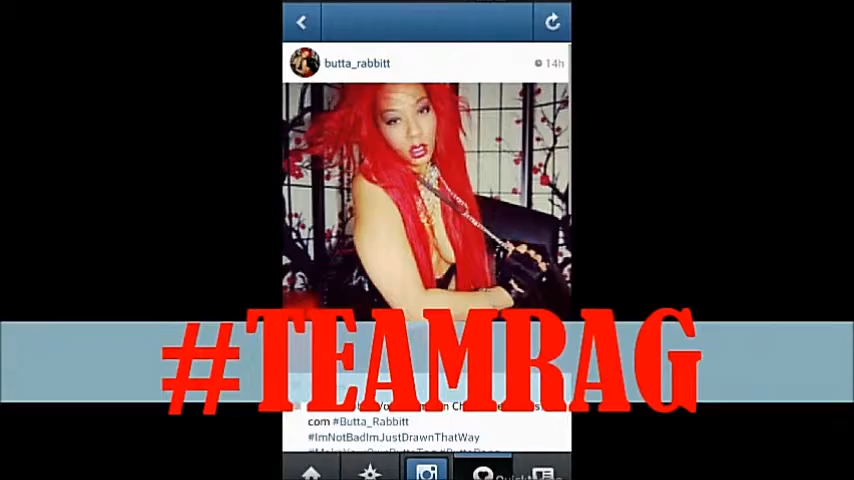 butta_rabbitt
14h
#TEAMRAG
com #Butta_Rabbitt
#ImNotBadImJustDrawnThatWay